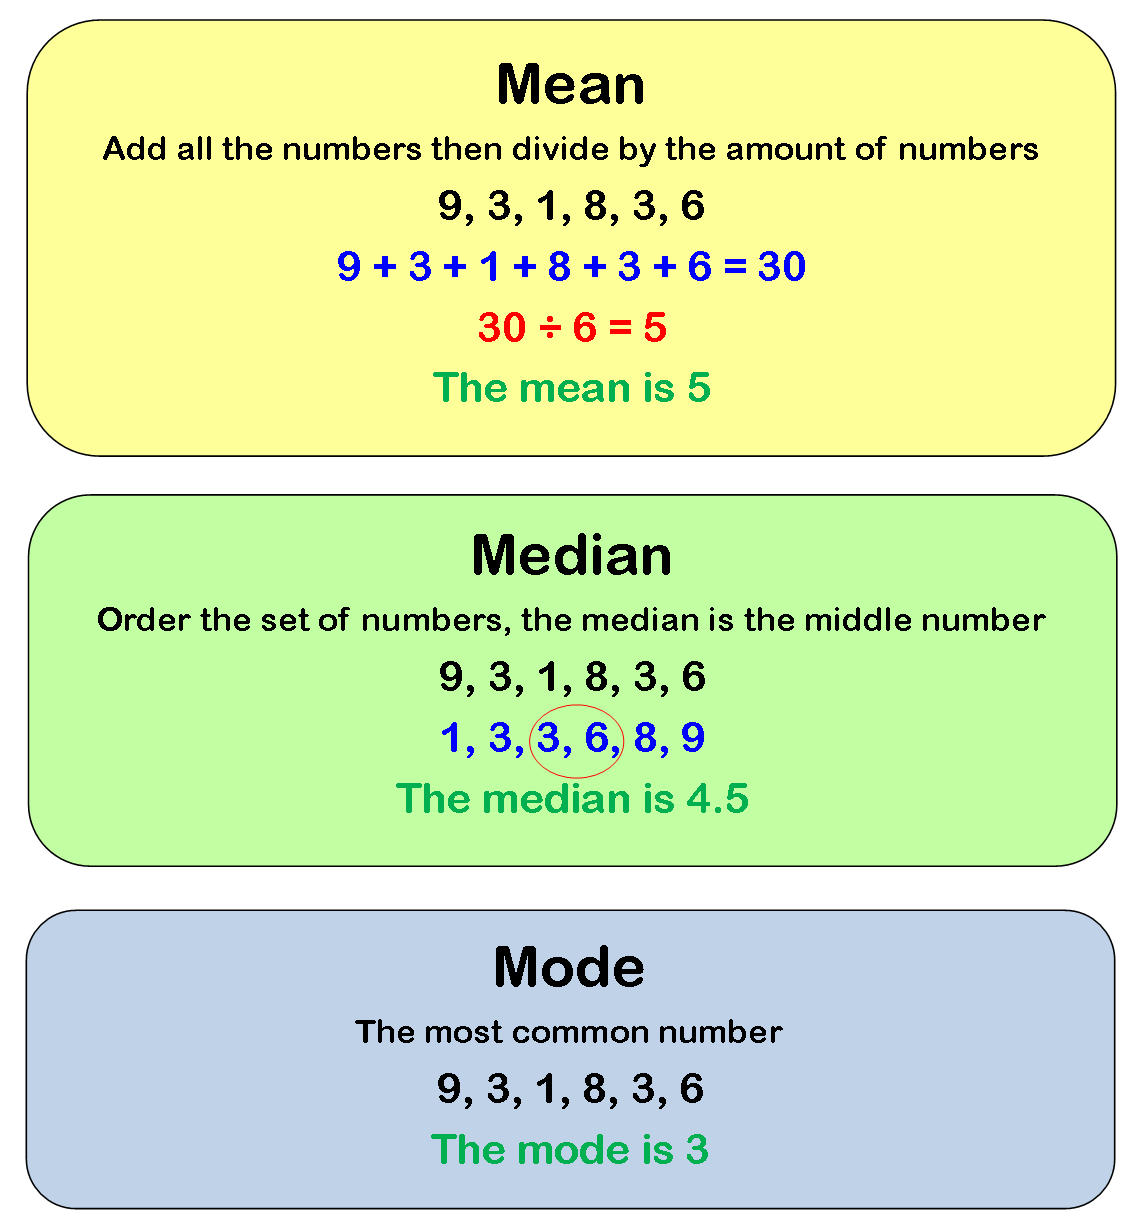 Mean
Add all the numbers then divide by the amount of numbers
9, 3, 1, 8, 3, 6
9 + 3 + 1 + 8 + 3 + 6 = 30
30 ÷ 6 = 5
The mean is 5
Median
Order the set of numbers, the median is the middle number
9, 3, 1, 8, 3, 6
1, 3, 3, 6, 8, 9
The median is 4.5
Mode
The most common number
9, 3, 1, 8, 3, 6
The mode is 3